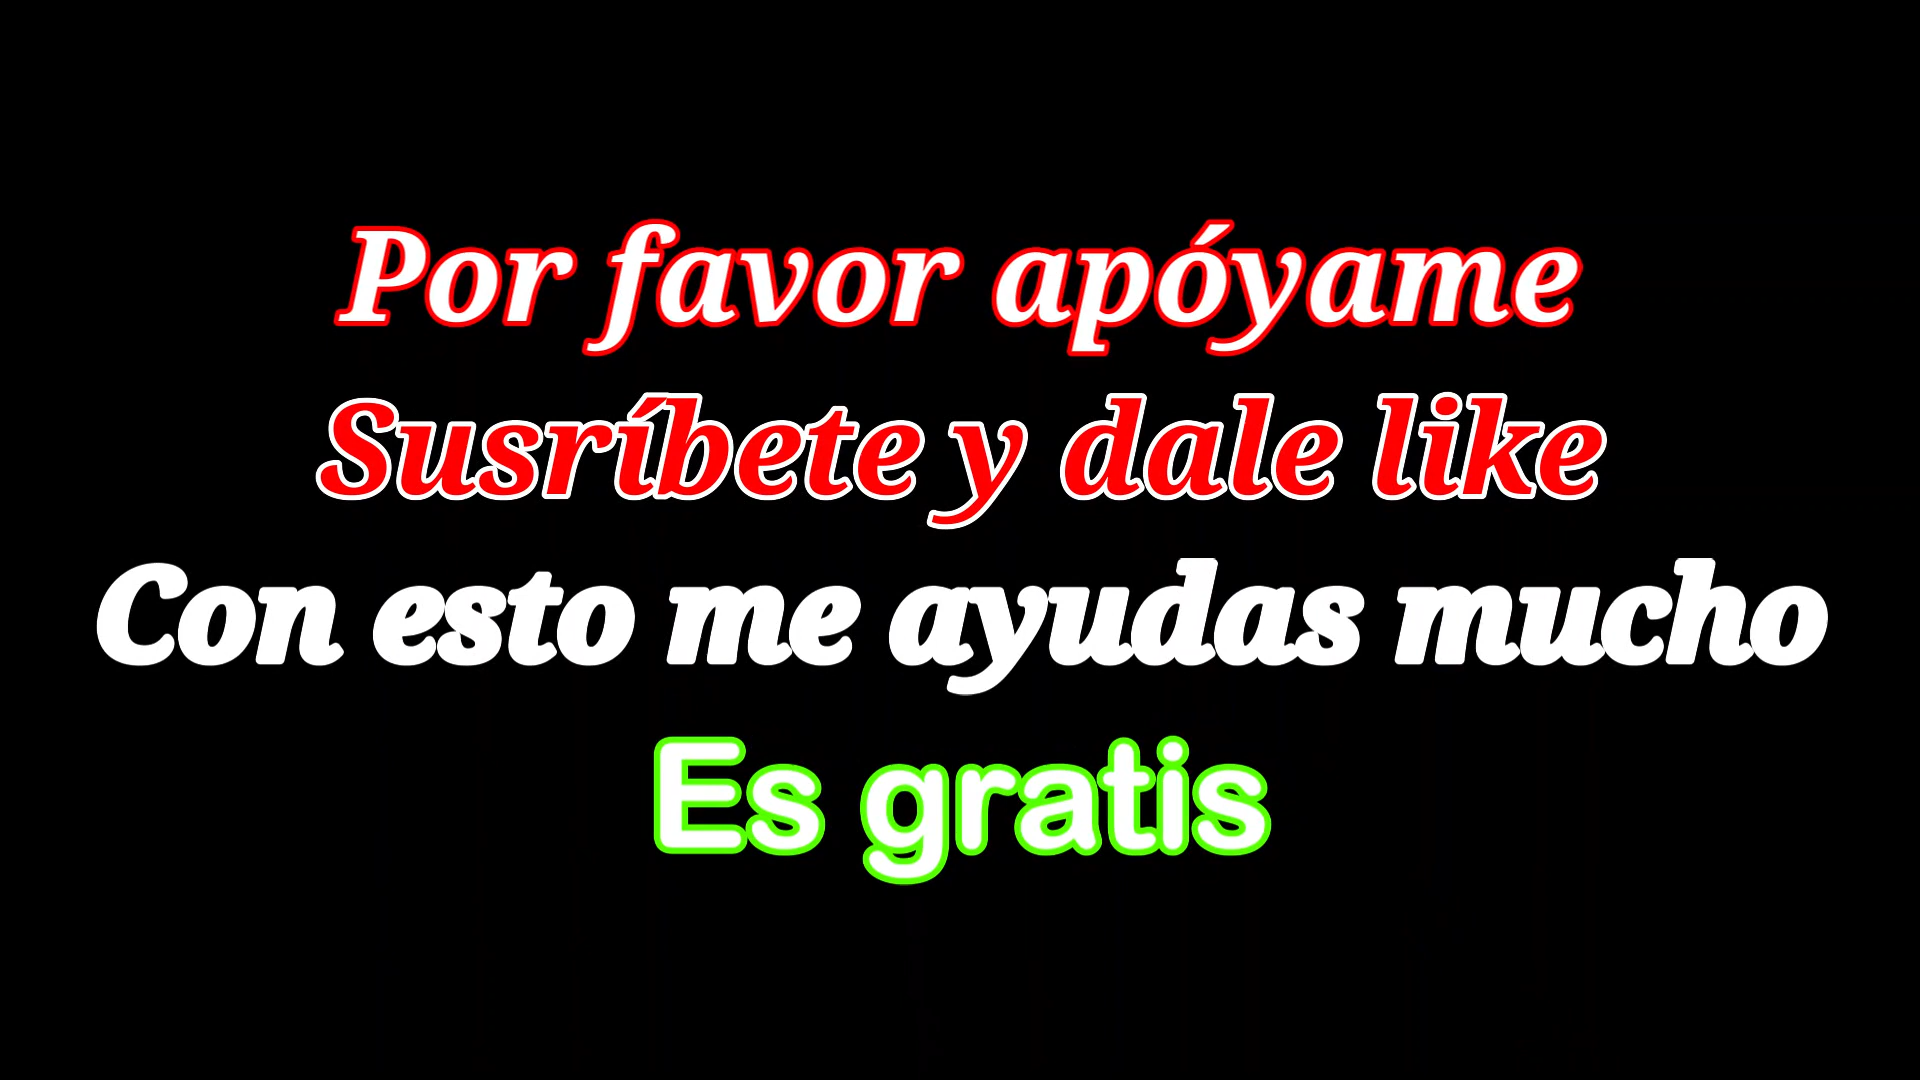 Por favor apóyame
Susríbete y dale like
Con esto me ayudas mucho
Es gratis